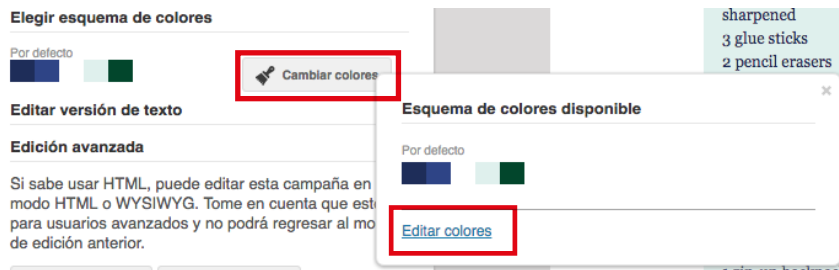 Elegir esquema de colores
Por defecto
Cambiar colores
Editar versión de texto
Edición avanzada
Si sabe usar HTML, puede editar esta campaña en
modo HTML o WYSIWYG. Tome en cuenta que
para usuarios avanzados y no podrá regresar al
de edición anterior.
Esquema de colores disponible
Por defecto
Editar colores
×
sharpened
3 glue sticks
2 pencil erasers